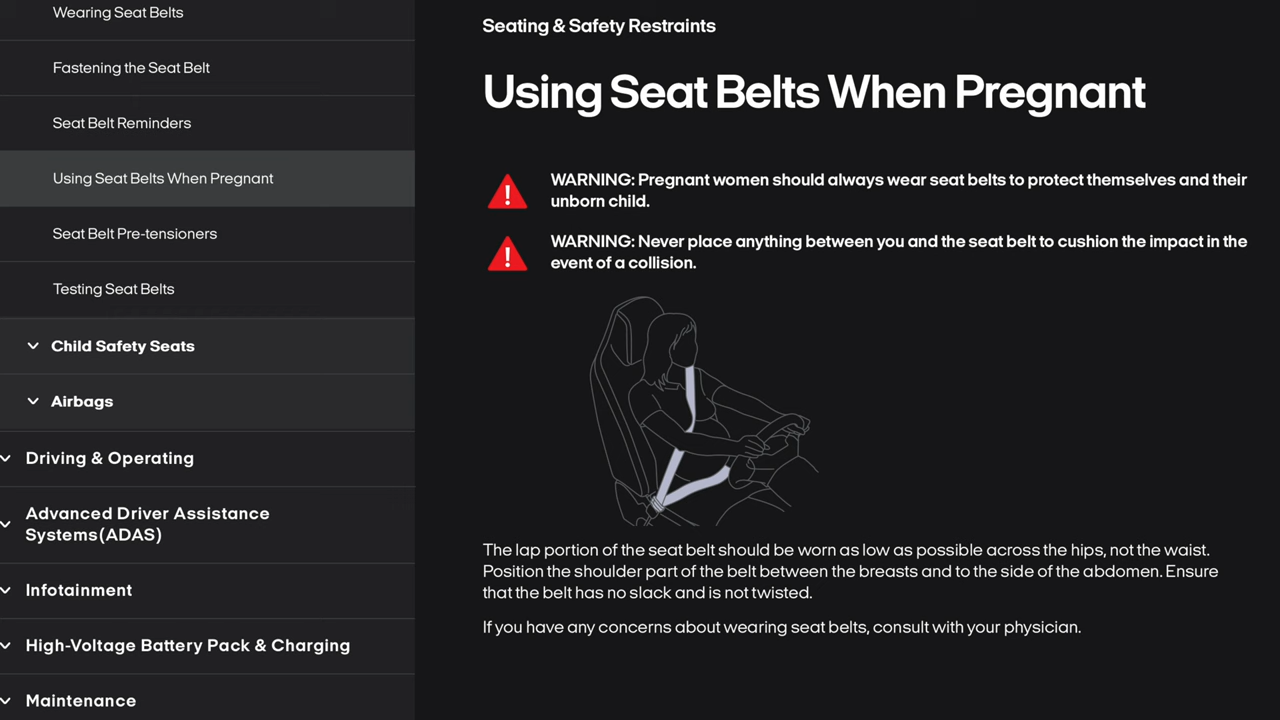 Wearing Seat Belts
Fastening the Seat Belt
Seat Belt Reminders
Using Seat Belts When Pregnant
Seat Belt Pre-tensioners
Testing Seat Belts
Child Safety Seats
Airbags
Driving & Operating
Advanced Driver Assistance
Systems(ADAS)
Infotainment
High-Voltage Battery Pack & Charging
Maintenance
Seating & Safety Restraints
Using Seat Belts When Pregnant
WARNING: Pregnant women should always wear seat belts to protect themselves and their
unborn child.
WARNING: Never place anything between you and the seat belt to cushion the impact in the
event of a collision.
The lap portion of the seat belt should be worn as low as possible across the hips, not the waist.
Position the shoulder part of the belt between the breasts and to the side of the abdomen. Ensure
that the belt has no slack and is not twisted.
If you have any concerns about wearing seat belts, consult with your physician.